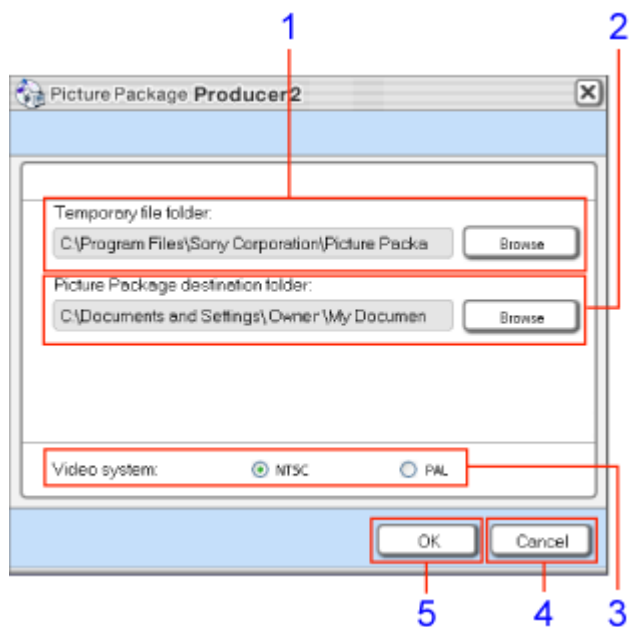 1
2
Picture Package Producer2
Temporary file folder:
C:\Program Files\Sony Corporation\Picture Packa
Browse
Picture Package destination folder:
C:\Documents and Settings\Owner\My Documen
Browse
Video system:
NTSC
PAL
OK
Cancel
5
4
3